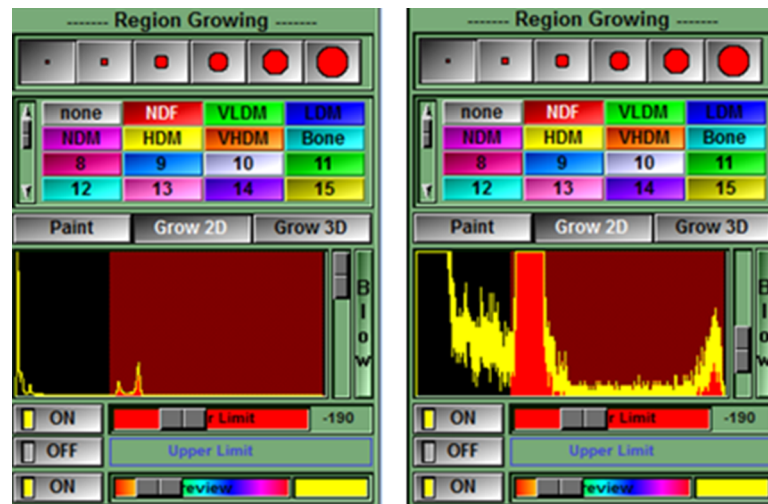 ------- Region Growing -------
none NDF VLDM LDM
NDM HDM VHDM Bone
8 9 10 11
12 13 14 15
Paint Grow 2D Grow 3D
Blow
ON r Limit -190
OFF Upper Limit
ON review
------- Region Growing -------
none NDF VLDM LDM
NDM HDM VHDM Bone
8 9 10 11
12 13 14 15
Paint Grow 2D Grow 3D
Blow
ON r Limit -190
OFF Upper Limit
ON review